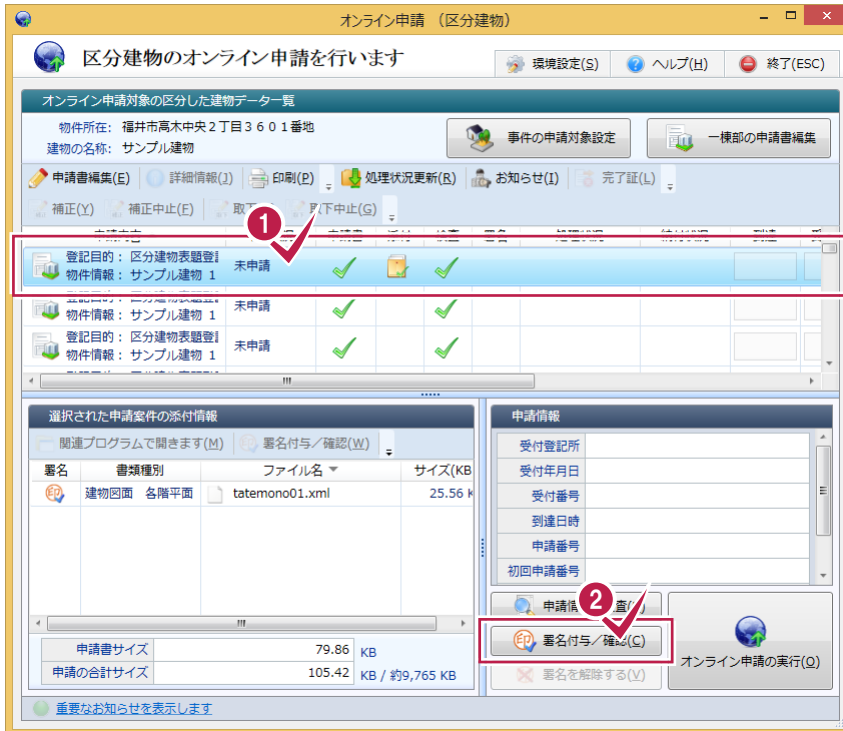 オンライン申請 （区分建物）
区分建物のオンライン申請を行います
環境設定(S) ヘルプ(H) 終了(ESC)
オンライン申請対象の区分した建物データ一覧
物件所在: 福井市高木中央２丁目３６０１番地
建物の名称: サンプル建物
事件の申請対象設定 一棟部の申請書編集
申請書編集(E) 詳細情報(J) 印刷(P) 処理状況更新(R) お知らせ(I) 完了証(L)
補正(Y) 補正中止(F) 取下 取下中止(G)
1
登記目的： 区分建物表題登記
物件情報： サンプル建物 1 未申請
物件情報： サンプル建物 1 未申請
登記目的： 区分建物表題登記
物件情報： サンプル建物 1 未申請
選択された申請案件の添付情報
関連プログラムで開きます(M) 署名付与／確認(W)
署名 書類種別 ファイル名 サイズ(KB
建物図面 各階平面 tatemono01.xml 25.56 K
申請書サイズ 79.86 KB
申請の合計サイズ 105.42 KB / 約9,765 KB
申請情報
受付登記所
受付年月日
受付番号
到達日時
申請番号
初回申請番号
2
署名付与／確認(C)
署名を解除する(V)
オンライン申請の実行(O)
重要なお知らせを表示します